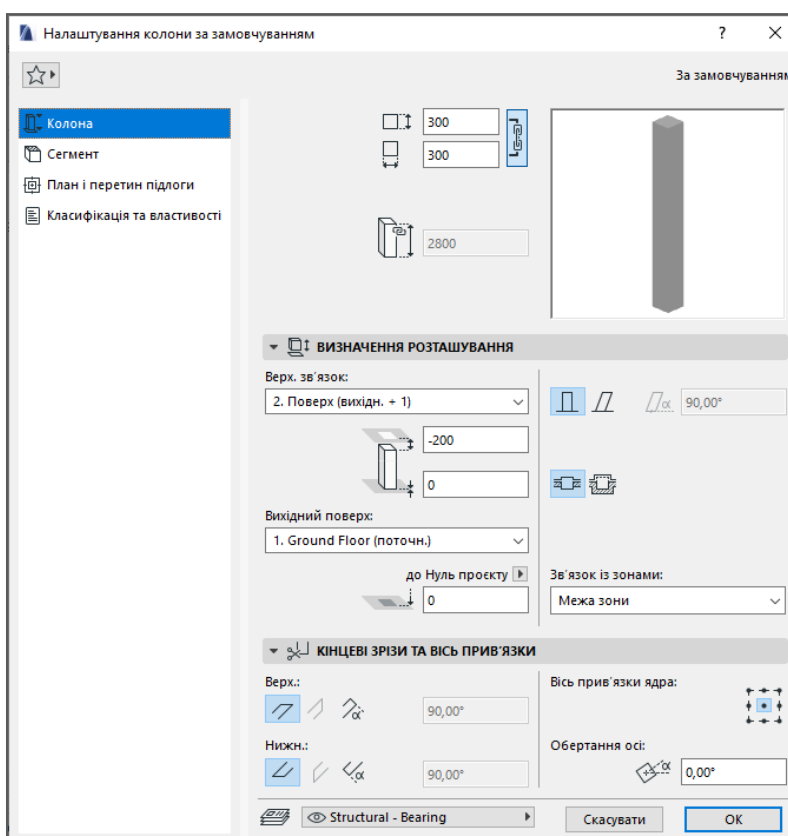 Налаштування колони за замовчуванням
?
За замовчуванням
Колона
Сегмент
План і перетин підлоги
Класифікація та властивості
300
300
2800
ВИЗНАЧЕННЯ РОЗТАШУВАННЯ
Верх. зв'язок:
2. Поверх (вихідн. + 1)
90,00°
α
-200
0
Вихідний поверх:
1. Ground Floor (поточн.)
до Нуль проєкту
0
Зв'язок із зонами:
Межа зони
КІНЦЕВІ ЗРІЗИ ТА ВІСЬ ПРИВ'ЯЗКИ
Верх.:
α
90,00°
Вісь прив'язки ядра:
Нижн.:
α
90,00°
Обертання осі:
α
0,00°
Structural - Bearing
Скасувати
OK